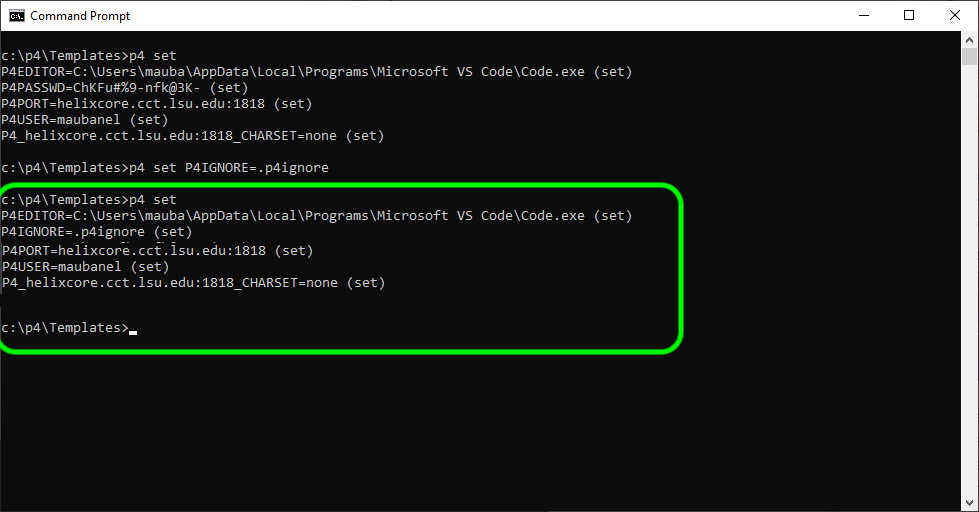 Command Prompt
c:\p4\Templates>p4 set
P4EDITOR=C:\Users\mauba\AppData\Local\Programs\Microsoft VS Code\Code.exe (set)
P4PASSWD=ChKFu#%9-nfk@3K- (set)
P4PORT=helixcore.cct.lsu.edu:1818 (set)
P4USER=maubanel (set)
P4_helixcore.cct.lsu.edu:1818_CHARSET=none (set)
c:\p4\Templates>p4 set P4IGNORE=.p4ignore
c:\p4\Templates>p4 set
P4EDITOR=C:\Users\mauba\AppData\Local\Programs\Microsoft VS Code\Code.exe (set)
P4IGNORE=.p4ignore (set)
P4PORT=helixcore.cct.lsu.edu:1818 (set)
P4USER=maubanel (set)
P4_helixcore.cct.lsu.edu:1818_CHARSET=none (set)
c:\p4\Templates>